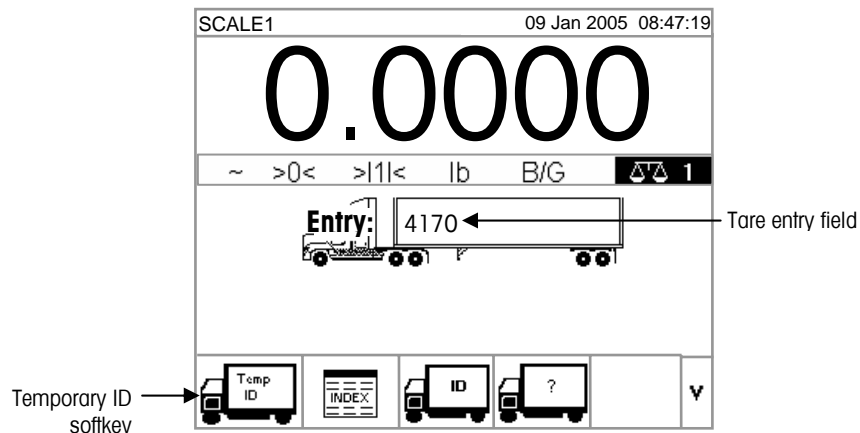 SCALE1 09 Jan 2005 08:47:19
0.0000
~ >0< >|1|< lb B/G 1
Entry: 4170
Tare entry field
Temp
ID
INDEX
ID
?
V
Temporary ID
softkey